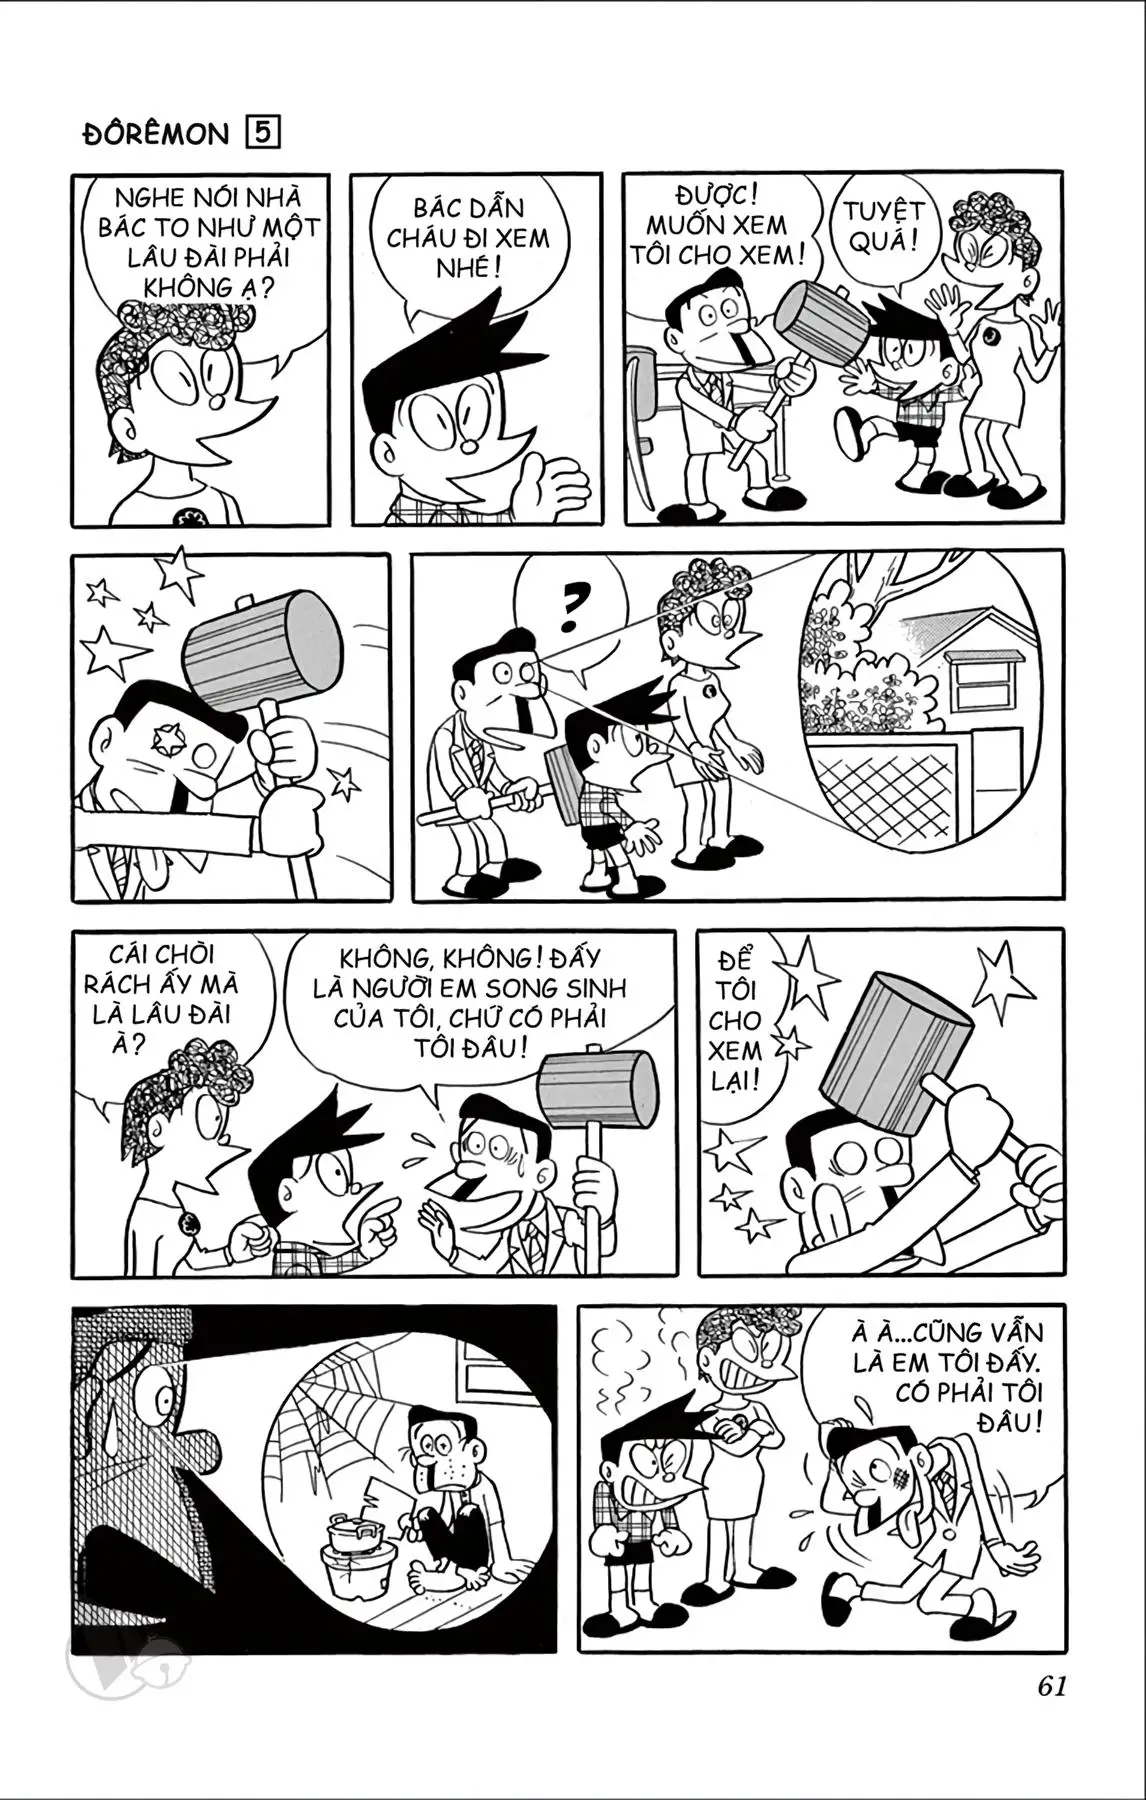 ĐÔRÊMON 5
NGHE NÓI NHÀ
BÁC TO NHƯ MỘT
LÂU ĐÀI PHẢI
KHÔNG Ạ?
BÁC DẪN
CHÁU ĐI XEM
NHÉ!
ĐƯỢC!
MUỐN XEM
TÔI CHO XEM!
TUYỆT
QUÁ!
?
CÁI CHÒI
RÁCH ẤY MÀ
LÀ LÂU ĐÀI
À?
KHÔNG, KHÔNG! ĐẤY
LÀ NGƯỜI EM SONG SINH
CỦA TÔI, CHỨ CÓ PHẢI
TÔI ĐÂU!
ĐỂ
TÔI
CHO
XEM
LẠI!
À À...CŨNG VẪN
LÀ EM TÔI ĐẤY.
CÓ PHẢI TÔI
ĐÂU!
61